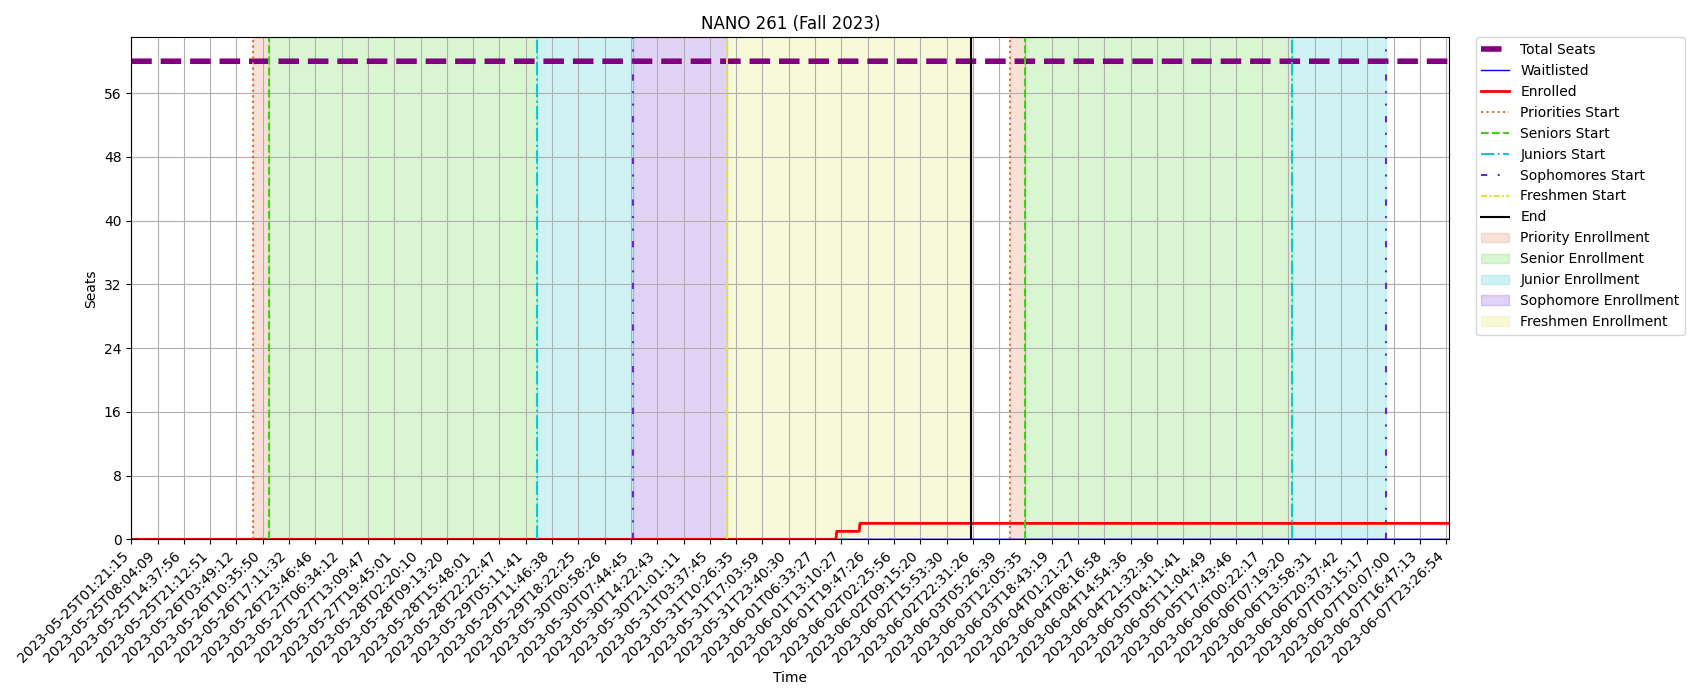 NANO 261 (Fall 2023)
Seats
56
48
40
32
24
16
8
0
2023-05-25T01:21:15
2023-05-25T08:04:09
2023-05-25T14:37:56
2023-05-25T21:12:51
2023-05-26T03:49:12
2023-05-26T10:35:50
2023-05-26T17:11:32
2023-05-26T23:46:46
2023-05-27T06:34:12
2023-05-27T13:09:47
2023-05-27T19:45:01
2023-05-28T02:20:10
2023-05-28T09:13:20
2023-05-28T15:48:01
2023-05-28T22:22:47
2023-05-29T05:11:41
2023-05-29T11:46:38
2023-05-29T18:22:25
2023-05-30T00:58:26
2023-05-30T07:44:45
2023-05-30T14:22:43
2023-05-30T21:01:11
2023-05-31T03:37:45
2023-05-31T10:26:35
2023-05-31T17:03:59
2023-05-31T23:40:30
2023-06-01T06:33:27
2023-06-01T13:10:27
2023-06-01T19:47:26
2023-06-02T02:25:56
2023-06-02T09:15:20
2023-06-02T15:53:30
2023-06-02T22:31:26
2023-06-03T05:26:39
2023-06-03T12:05:35
2023-06-03T18:43:19
2023-06-04T01:21:27
2023-06-04T08:16:58
2023-06-04T14:54:36
2023-06-04T21:32:36
2023-06-05T04:11:41
2023-06-05T11:04:49
2023-06-05T17:43:46
2023-06-06T00:22:17
2023-06-06T07:19:20
2023-06-06T13:58:31
2023-06-06T20:37:42
2023-06-07T03:15:17
2023-06-07T10:07:00
2023-06-07T16:47:13
2023-06-07T23:26:54
Time
Total Seats
Waitlisted
Enrolled
Priorities Start
Seniors Start
Juniors Start
Sophomores Start
Freshmen Start
End
Priority Enrollment
Senior Enrollment
Junior Enrollment
Sophomore Enrollment
Freshmen Enrollment